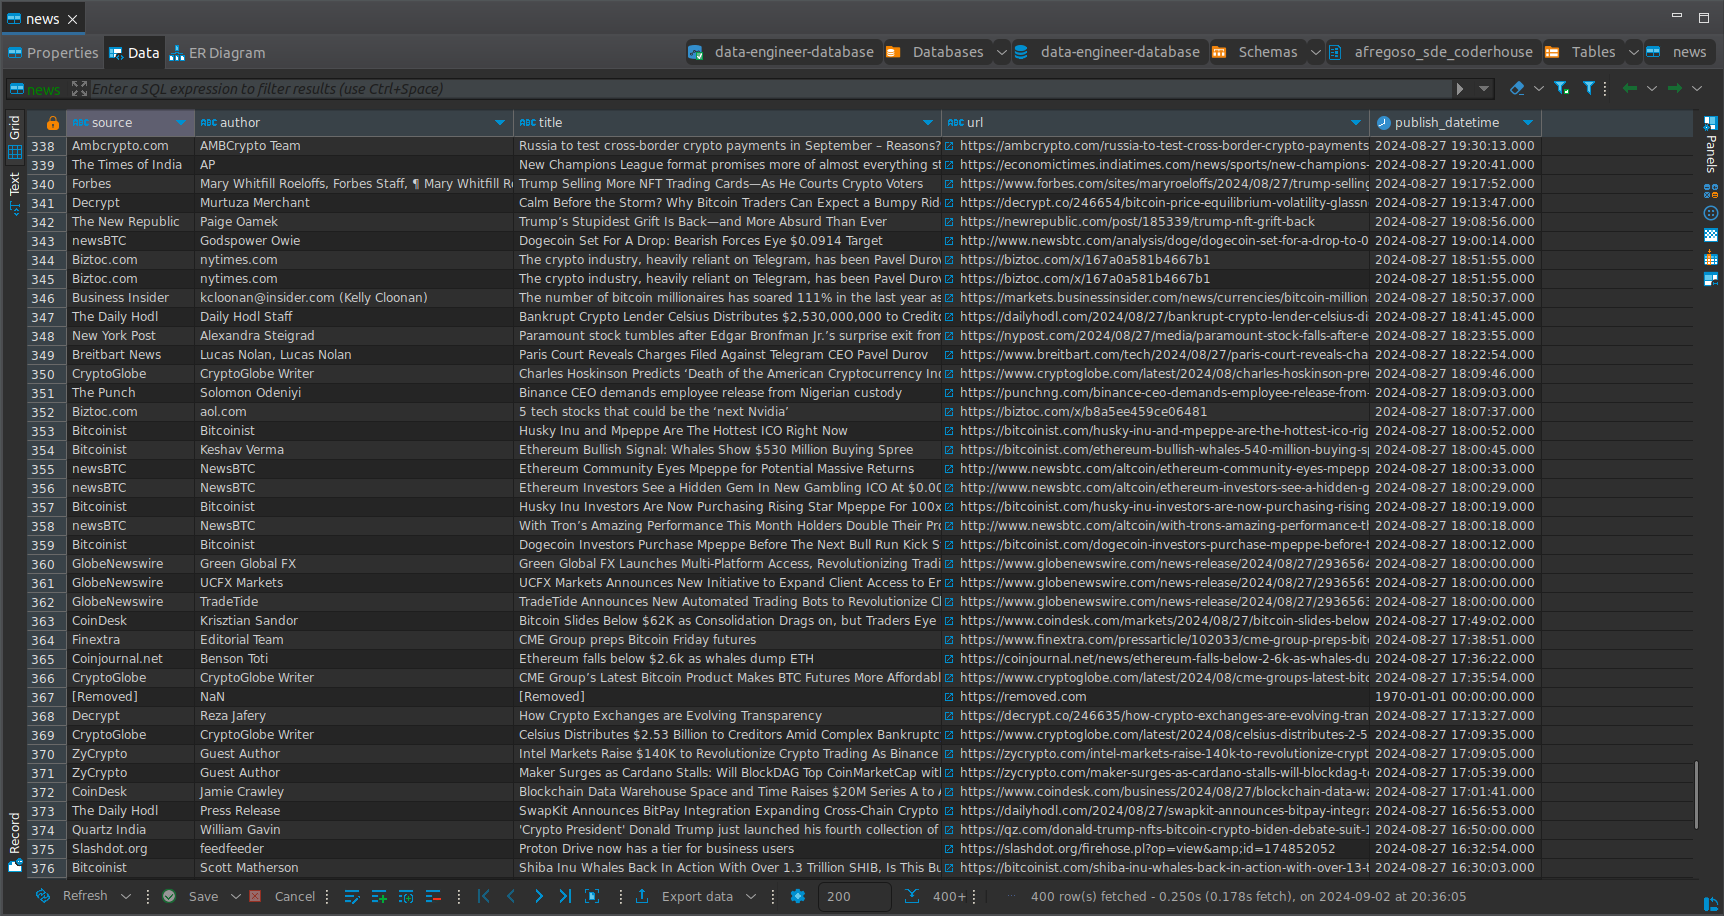 news
Properties Data ER Diagram data-engineer-database Databases data-engineer-database Schemas afregoso_sde_coderhouse Tables news
news Enter a SQL expression to filter results (use Ctrl+Space)
Grid
Text
Record
Panels
ABC source ABC author ABC title ABC url publish_datetime
338 Ambcrypto.com AMBCrypto Team Russia to test cross-border crypto payments in September – Reasons? https://ambcrypto.com/russia-to-test-cross-border-crypto-payments 2024-08-27 19:30:13.000
339 The Times of India AP New Champions League format promises more of almost everything st https://economictimes.indiatimes.com/news/sports/new-champions- 2024-08-27 19:20:41.000
340 Forbes Mary Whitfill Roeloffs, Forbes Staff, ¶ Mary Whitfill R Trump Selling More NFT Trading Cards—As He Courts Crypto Voters https://www.forbes.com/sites/maryroeloffs/2024/08/27/trump-selling 2024-08-27 19:17:52.000
341 Decrypt Murtuza Merchant Calm Before the Storm? Why Bitcoin Traders Can Expect a Bumpy Rid https://decrypt.co/246654/bitcoin-price-equilibrium-volatility-glassn 2024-08-27 19:13:47.000
342 The New Republic Paige Oamek Trump’s Stupidest Grift Is Back—and More Absurd Than Ever https://newrepublic.com/post/185339/trump-nft-grift-back 2024-08-27 19:08:56.000
343 newsBTC Godspower Owie Dogecoin Set For A Drop: Bearish Forces Eye $0.0914 Target http://www.newsbtc.com/analysis/doge/dogecoin-set-for-a-drop-to-0 2024-08-27 19:00:14.000
344 Biztoc.com nytimes.com The crypto industry, heavily reliant on Telegram, has been Pavel Durov https://biztoc.com/x/167a0a581b4667b1 2024-08-27 18:51:55.000
345 Biztoc.com nytimes.com The crypto industry, heavily reliant on Telegram, has been Pavel Durov https://biztoc.com/x/167a0a581b4667b1 2024-08-27 18:51:55.000
346 Business Insider kcloonan@insider.com (Kelly Cloonan) The number of bitcoin millionaires has soared 111% in the last year as https://markets.businessinsider.com/news/currencies/bitcoin-million 2024-08-27 18:50:37.000
347 The Daily Hodl Daily Hodl Staff Bankrupt Crypto Lender Celsius Distributes $2,530,000,000 to Credito https://dailyhodl.com/2024/08/27/bankrupt-crypto-lender-celsius-di 2024-08-27 18:41:45.000
348 New York Post Alexandra Steigrad Paramount stock tumbles after Edgar Bronfman Jr.’s surprise exit from https://nypost.com/2024/08/27/media/paramount-stock-falls-after-e 2024-08-27 18:23:55.000
349 Breitbart News Lucas Nolan, Lucas Nolan Paris Court Reveals Charges Filed Against Telegram CEO Pavel Durov https://www.breitbart.com/tech/2024/08/27/paris-court-reveals-cha 2024-08-27 18:22:54.000
350 CryptoGlobe CryptoGlobe Writer Charles Hoskinson Predicts ‘Death of the American Cryptocurrency Inc https://www.cryptoglobe.com/latest/2024/08/charles-hoskinson-pre 2024-08-27 18:09:46.000
351 The Punch Solomon Odeniyi Binance CEO demands employee release from Nigerian custody https://punchng.com/binance-ceo-demands-employee-release-from- 2024-08-27 18:09:03.000
352 Biztoc.com aol.com 5 tech stocks that could be the ‘next Nvidia’ https://biztoc.com/x/b8a5ee459ce06481 2024-08-27 18:07:37.000
353 Bitcoinist Bitcoinist Husky Inu and Mpeppe Are The Hottest ICO Right Now https://bitcoinist.com/husky-inu-and-mpeppe-are-the-hottest-ico-rig 2024-08-27 18:00:52.000
354 Bitcoinist Keshav Verma Ethereum Bullish Signal: Whales Show $530 Million Buying Spree https://bitcoinist.com/ethereum-bullish-whales-540-million-buying-s 2024-08-27 18:00:45.000
355 newsBTC NewsBTC Ethereum Community Eyes Mpeppe for Potential Massive Returns http://www.newsbtc.com/altcoin/ethereum-community-eyes-mpepp 2024-08-27 18:00:33.000
356 newsBTC NewsBTC Ethereum Investors See a Hidden Gem In New Gambling ICO At $0.00 http://www.newsbtc.com/altcoin/ethereum-investors-see-a-hidden-g 2024-08-27 18:00:29.000
357 Bitcoinist Bitcoinist Husky Inu Investors Are Now Purchasing Rising Star Mpeppe For 100x https://bitcoinist.com/husky-inu-investors-are-now-purchasing-rising 2024-08-27 18:00:19.000
358 newsBTC NewsBTC With Tron’s Amazing Performance This Month Holders Double Their Pro http://www.newsbtc.com/altcoin/with-trons-amazing-performance-t 2024-08-27 18:00:18.000
359 Bitcoinist Bitcoinist Dogecoin Investors Purchase Mpeppe Before The Next Bull Run Kick S https://bitcoinist.com/dogecoin-investors-purchase-mpeppe-before-t 2024-08-27 18:00:12.000
360 GlobeNewswire Green Global FX Green Global FX Launches Multi-Platform Access, Revolutionizing Tradi https://www.globenewswire.com/news-release/2024/08/27/2936564 2024-08-27 18:00:00.000
361 GlobeNewswire UCFX Markets UCFX Markets Announces New Initiative to Expand Client Access to Er https://www.globenewswire.com/news-release/2024/08/27/2936565 2024-08-27 18:00:00.000
362 GlobeNewswire TradeTide TradeTide Announces New Automated Trading Bots to Revolutionize Cl https://www.globenewswire.com/news-release/2024/08/27/2936563 2024-08-27 18:00:00.000
363 CoinDesk Krisztian Sandor Bitcoin Slides Below $62K as Consolidation Drags on, but Traders Eye https://www.coindesk.com/markets/2024/08/27/bitcoin-slides-below 2024-08-27 17:49:02.000
364 Finextra Editorial Team CME Group preps Bitcoin Friday futures https://www.finextra.com/pressarticle/102033/cme-group-preps-bit 2024-08-27 17:38:51.000
365 Coinjournal.net Benson Toti Ethereum falls below $2.6k as whales dump ETH https://coinjournal.net/news/ethereum-falls-below-2-6k-as-whales-du 2024-08-27 17:36:22.000
366 CryptoGlobe CryptoGlobe Writer CME Group’s Latest Bitcoin Product Makes BTC Futures More Affordabl https://www.cryptoglobe.com/latest/2024/08/cme-groups-latest-bit 2024-08-27 17:35:54.000
367 [Removed] NaN [Removed] https://removed.com 1970-01-01 00:00:00.000
368 Decrypt Reza Jafery How Crypto Exchanges are Evolving Transparency https://decrypt.co/246635/how-crypto-exchanges-are-evolving-tran 2024-08-27 17:13:27.000
369 CryptoGlobe CryptoGlobe Writer Celsius Distributes $2.53 Billion to Creditors Amid Complex Bankruptc https://www.cryptoglobe.com/latest/2024/08/celsius-distributes-2-5 2024-08-27 17:09:35.000
370 ZyCrypto Guest Author Intel Markets Raise $140K to Revolutionize Crypto Trading As Binance https://zycrypto.com/intel-markets-raise-140k-to-revolutionize-crypt 2024-08-27 17:09:05.000
371 ZyCrypto Guest Author Maker Surges as Cardano Stalls: Will BlockDAG Top CoinMarketCap wit https://zycrypto.com/maker-surges-as-cardano-stalls-will-blockdag-t 2024-08-27 17:05:39.000
372 CoinDesk Jamie Crawley Blockchain Data Warehouse Space and Time Raises $20M Series A to A https://www.coindesk.com/business/2024/08/27/blockchain-data-wa 2024-08-27 17:01:41.000
373 The Daily Hodl Press Release SwapKit Announces BitPay Integration Expanding Cross-Chain Crypto https://dailyhodl.com/2024/08/27/swapkit-announces-bitpay-integra 2024-08-27 16:56:53.000
374 Quartz India William Gavin 'Crypto President' Donald Trump just launched his fourth collection of https://qz.com/donald-trump-nfts-bitcoin-crypto-biden-debate-suit-1 2024-08-27 16:50:00.000
375 Slashdot.org feedfeeder Proton Drive now has a tier for business users https://slashdot.org/firehose.pl?op=view&amp;id=174852052 2024-08-27 16:32:54.000
376 Bitcoinist Scott Matherson Shiba Inu Whales Back In Action With Over 1.3 Trillion SHIB, Is This Bu https://bitcoinist.com/shiba-inu-whales-back-in-action-with-over-13-t 2024-08-27 16:30:03.000
Refresh Save Cancel Export data 200 400+ 400 row(s) fetched - 0.250s (0.178s fetch), on 2024-09-02 at 20:36:05